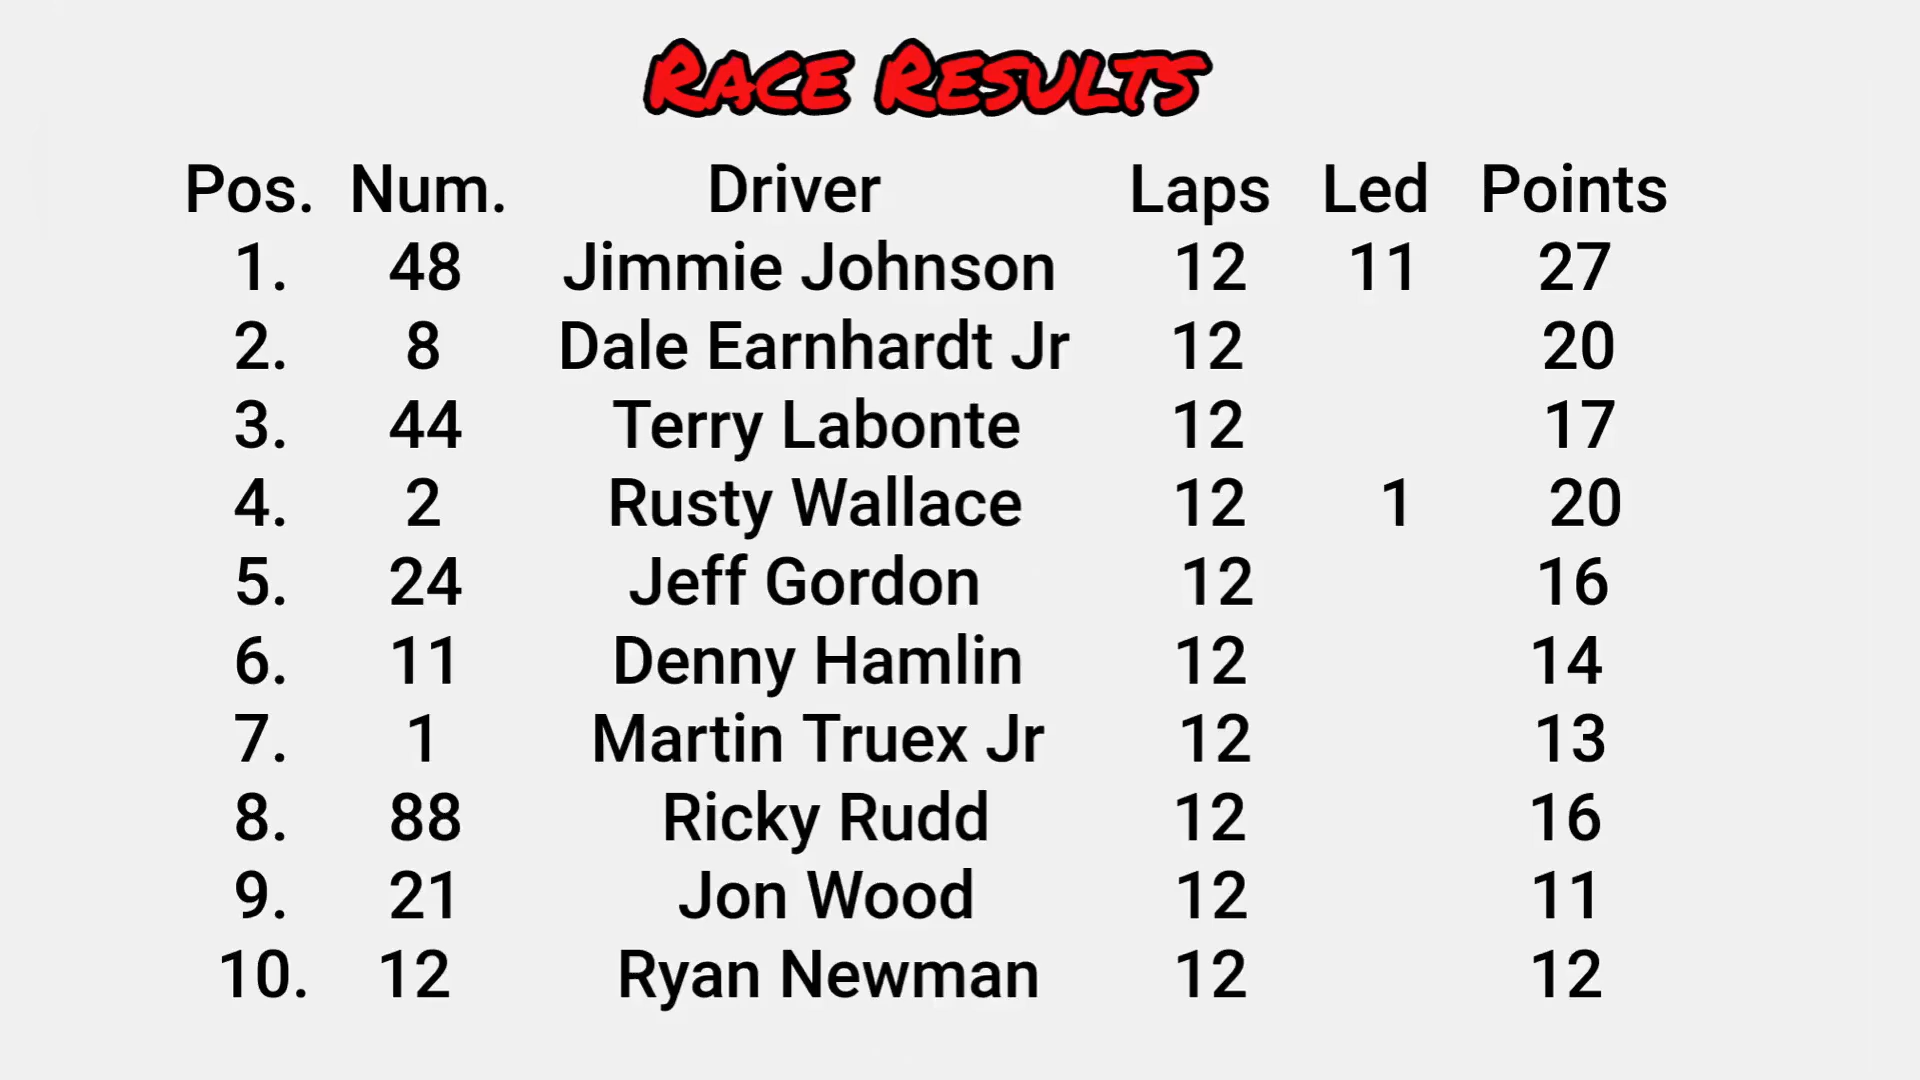 Race Results
Pos. Num. Driver Laps Led Points
1. 48 Jimmie Johnson 12 11 27
2. 8 Dale Earnhardt Jr 12 20
3. 44 Terry Labonte 12 17
4. 2 Rusty Wallace 12 1 20
5. 24 Jeff Gordon 12 16
6. 11 Denny Hamlin 12 14
7. 1 Martin Truex Jr 12 13
8. 88 Ricky Rudd 12 16
9. 21 Jon Wood 12 11
10. 12 Ryan Newman 12 12